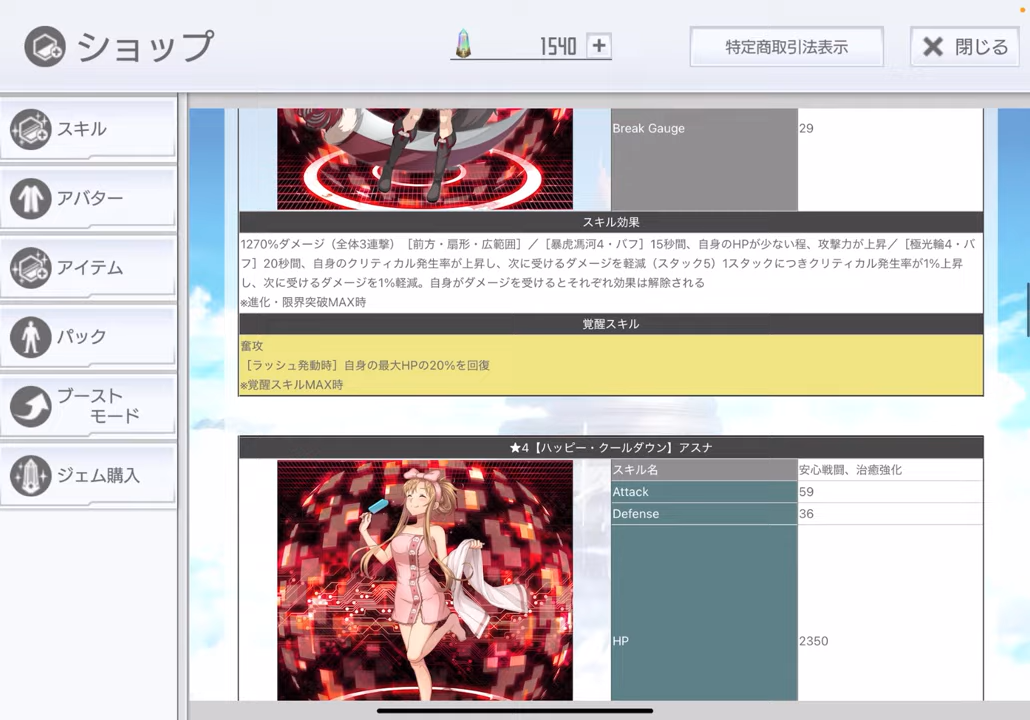 ショップ
1540
特定商取引法表示
閉じる
スキル
アバター
アイテム
パック
ブースト
モード
ジェム購入
Break Gauge 29
スキル効果
1270%ダメージ（全体3連撃）［前方・扇形・広範囲］／［暴虎馮河4・バフ］15秒間、自身のHPが少ない程、攻撃力が上昇／［極光輪4・バ
フ］20秒間、自身のクリティカル発生率が上昇し、次に受けるダメージを軽減（スタック5）1スタックにつきクリティカル発生率が1%上昇
し、次に受けるダメージを1%軽減。自身がダメージを受けるとそれぞれ効果は解除される
※進化・限界突破MAX時
覚醒スキル
奮攻
［ラッシュ発動時］自身の最大HPの20%を回復
※覚醒スキルMAX時
★4【ハッピー・クールダウン】アスナ
スキル名 安心戦闘、治癒強化
Attack 59
Defense 36
HP 2350